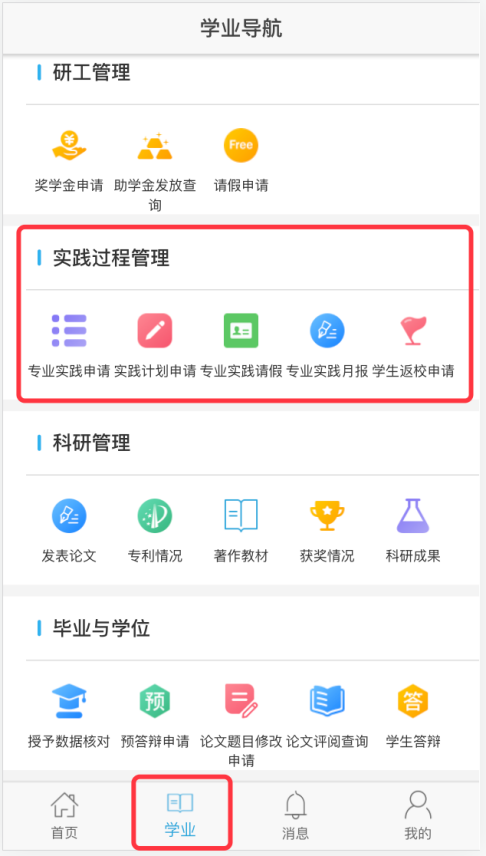 学业导航
研工管理
Free
奖学金申请 助学金发放查 请假申请
询
实践过程管理
专业实践申请 实践计划申请 专业实践请假 专业实践月报 学生返校申请
科研管理
发表论文 专利情况 著作教材 获奖情况 科研成果
毕业与学位
预 答
授予数据核对 预答辩申请 论文题目修改 论文评阅查询 学生答辩
申请
首页 学业 消息 我的